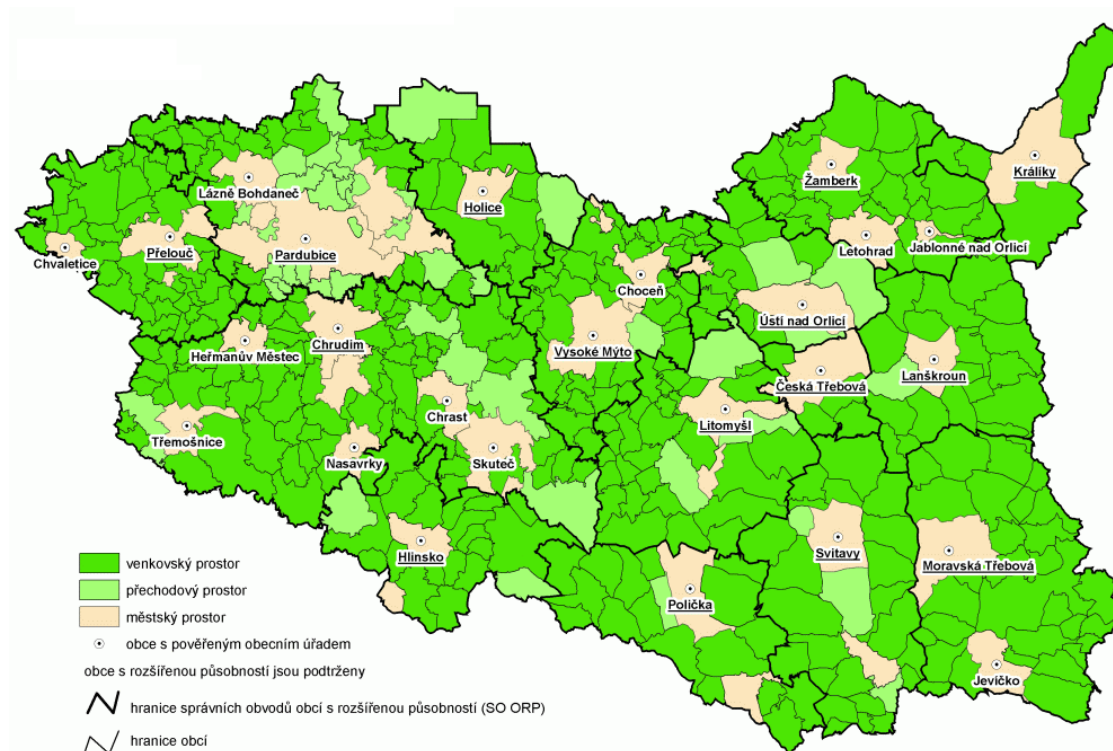 Králíky
Žamberk
Lázně Bohdaneč
Holice
Letohrad
Jablonné nad Orlicí
Chvaletice
Přelouč
Pardubice
Choceň
Ústí nad Orlicí
Heřmanův Městec
Chrudim
Vysoké Mýto
Česká Třebová
Lanškroun
Chrast
Litomyšl
Třemošnice
Nasavrky
Skuteč
Hlinsko
Svitavy
Moravská Třebová
Polička
Jevíčko
venkovský prostor
přechodový prostor
městský prostor
obce s pověřeným obecním úřadem
obce s rozšířenou působností jsou podtrženy
hranice správních obvodů obcí s rozšířenou působností (SO ORP)
hranice obcí